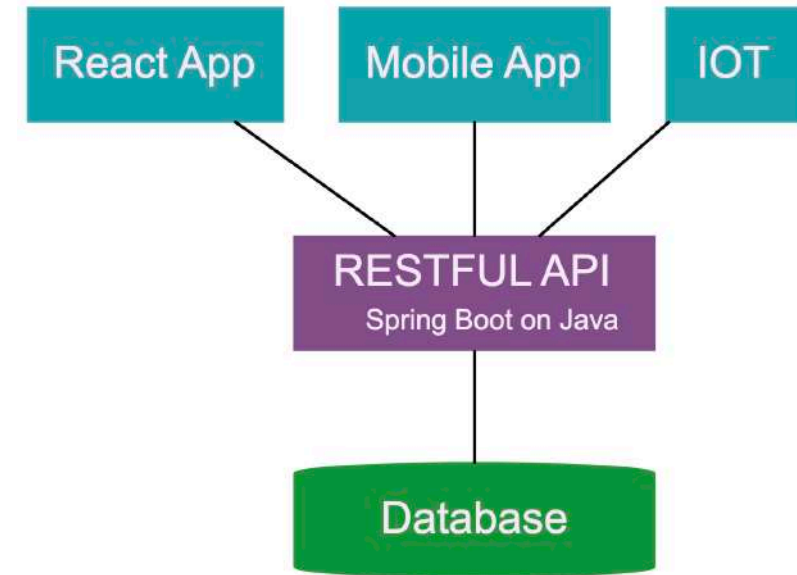 React App
Mobile App
IOT
RESTFUL API
Spring Boot on Java
Database